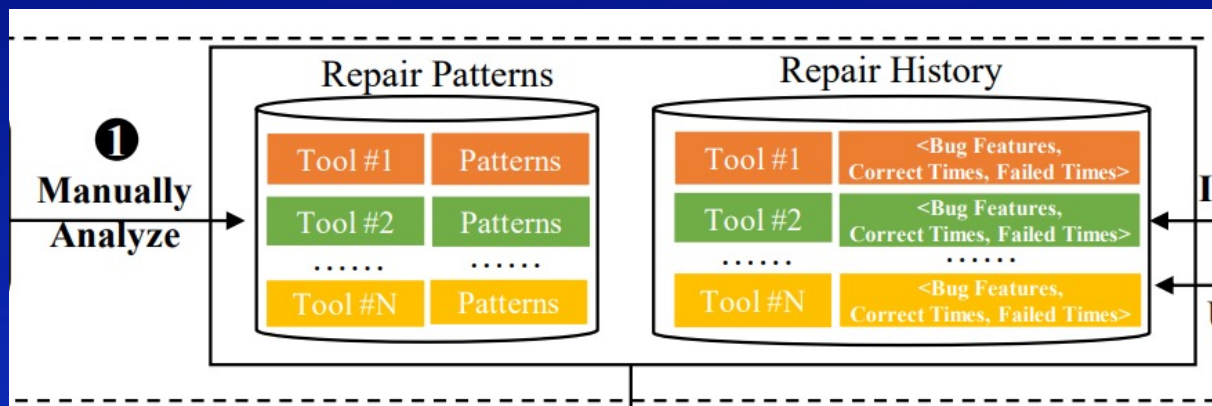 Repair Patterns
Repair History
❶
Manually
Analyze
Tool #1
Patterns
Tool #2
Patterns
......
......
Tool #N
Patterns
Tool #1
<Bug Features,
Correct Times, Failed Times>
Tool #2
<Bug Features,
Correct Times, Failed Times>
......
......
Tool #N
<Bug Features,
Correct Times, Failed Times>